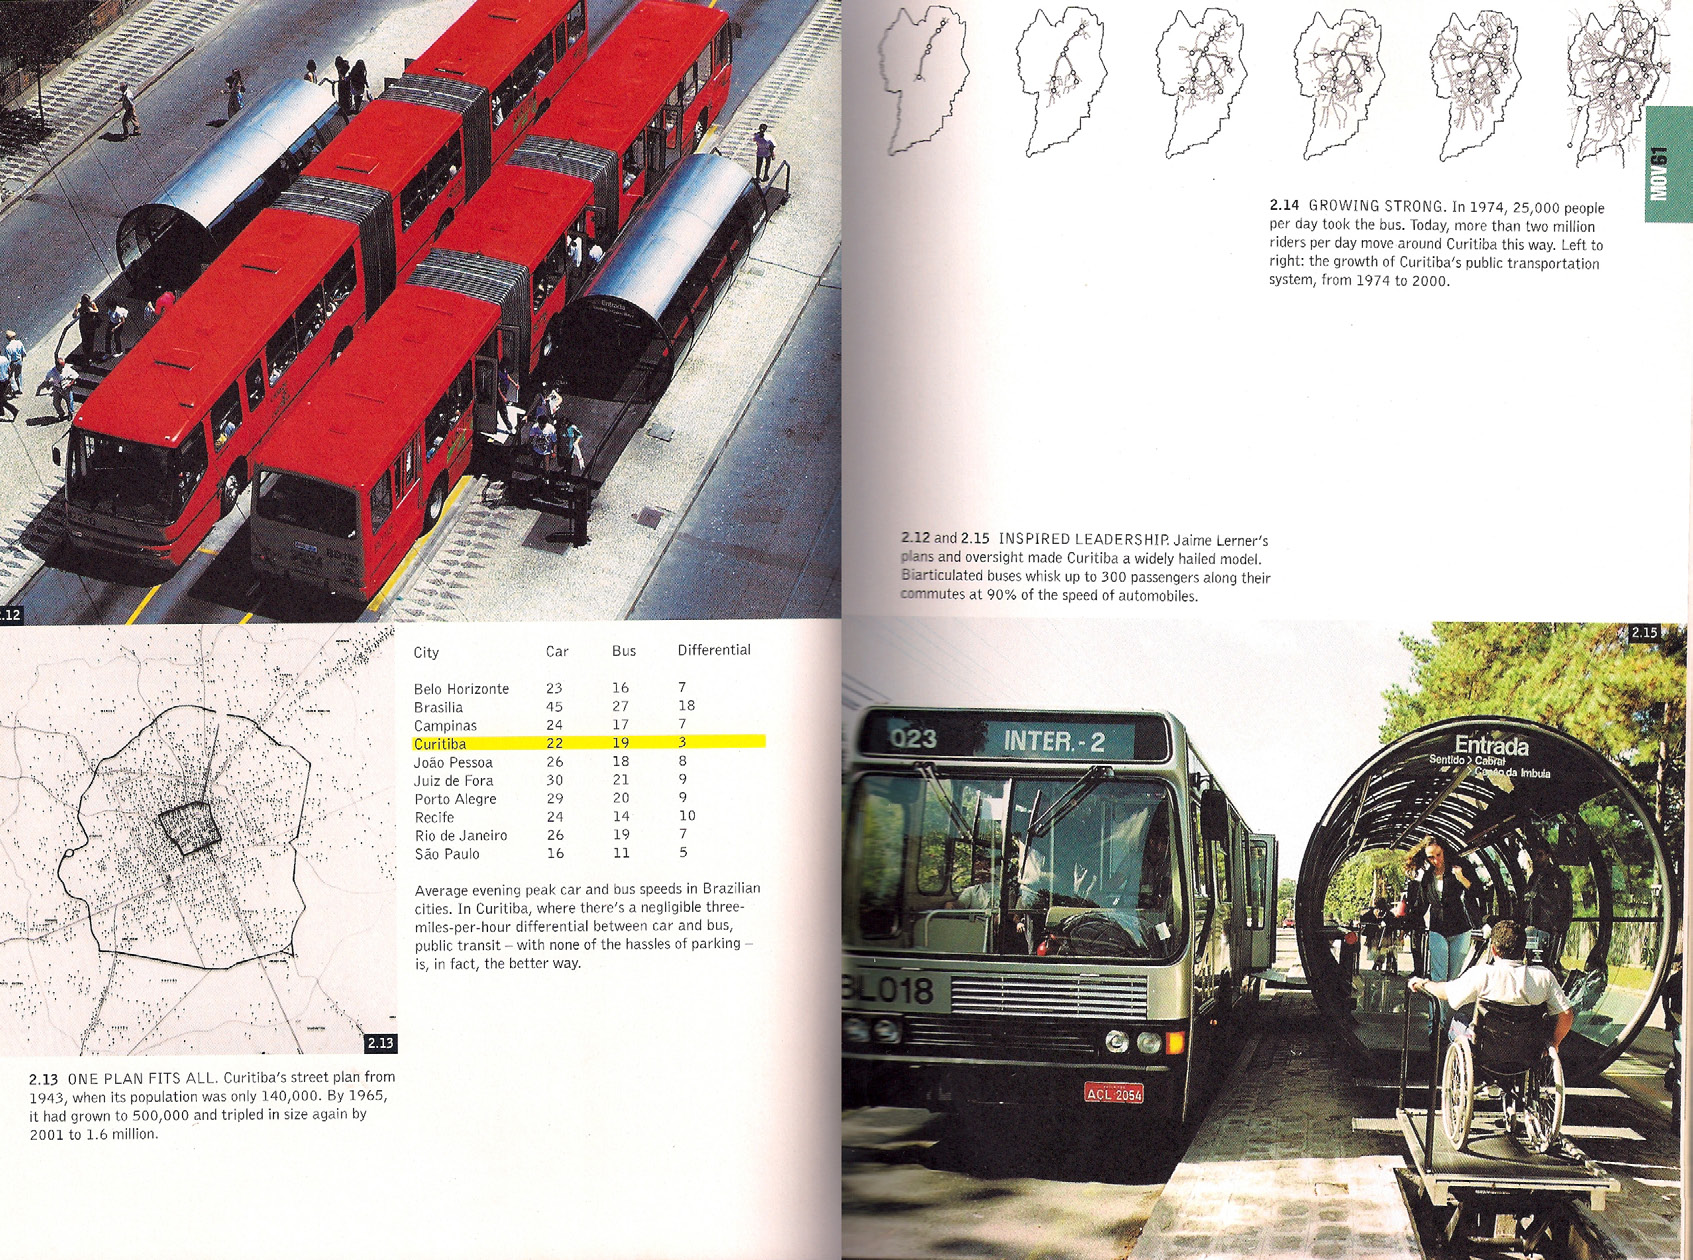 .12
City Car Bus Differential
Belo Horizonte 23 16 7
Brasilia 45 27 18
Campinas 24 17 7
Curitiba 22 19 3
João Pessoa 26 18 8
Juiz de Fora 30 21 9
Porto Alegre 29 20 9
Recife 24 14 10
Rio de Janeiro 26 19 7
São Paulo 16 11 5
Average evening peak car and bus speeds in Brazilian
cities. In Curitiba, where there's a negligible three-
miles-per-hour differential between car and bus,
public transit – with none of the hassles of parking –
is, in fact, the better way.
2.13
2.13 ONE PLAN FITS ALL. Curitiba's street plan from
1943, when its population was only 140,000. By 1965,
it had grown to 500,000 and tripled in size again by
2001 to 1.6 million.
Entrada
MOV61
2.14 GROWING STRONG. In 1974, 25,000 people
per day took the bus. Today, more than two million
riders per day move around Curitiba this way. Left to
right: the growth of Curitiba's public transportation
system, from 1974 to 2000.
2.12 and 2.15 INSPIRED LEADERSHIP. Jaime Lerner's
plans and oversight made Curitiba a widely hailed model.
Biarticulated buses whisk up to 300 passengers along their
commutes at 90% of the speed of automobiles.
2.15
023 INTER.-2
Entrada
Sentido > Cabral
> Capão da Imbuia
BL018
ACL-2054